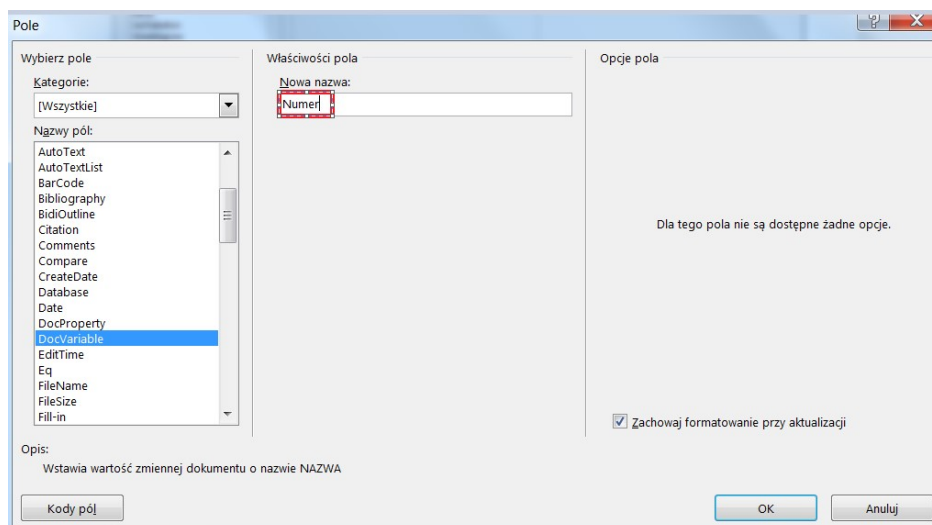 Pole
Wybierz pole
Kategorie:
[Wszystkie]
Nazwy pól:
AutoText
AutoTextList
BarCode
Bibliography
BidiOutline
Citation
Comments
Compare
CreateDate
Database
Date
DocProperty
DocVariable
EditTime
Eq
FileName
FileSize
Fill-in
Właściwości pola
Nowa nazwa:
Numer
Opcje pola
Dla tego pola nie są dostępne żadne opcje.
Zachowaj formatowanie przy aktualizacji
Opis:
Wstawia wartość zmiennej dokumentu o nazwie NAZWA
Kody pól
OK
Anuluj